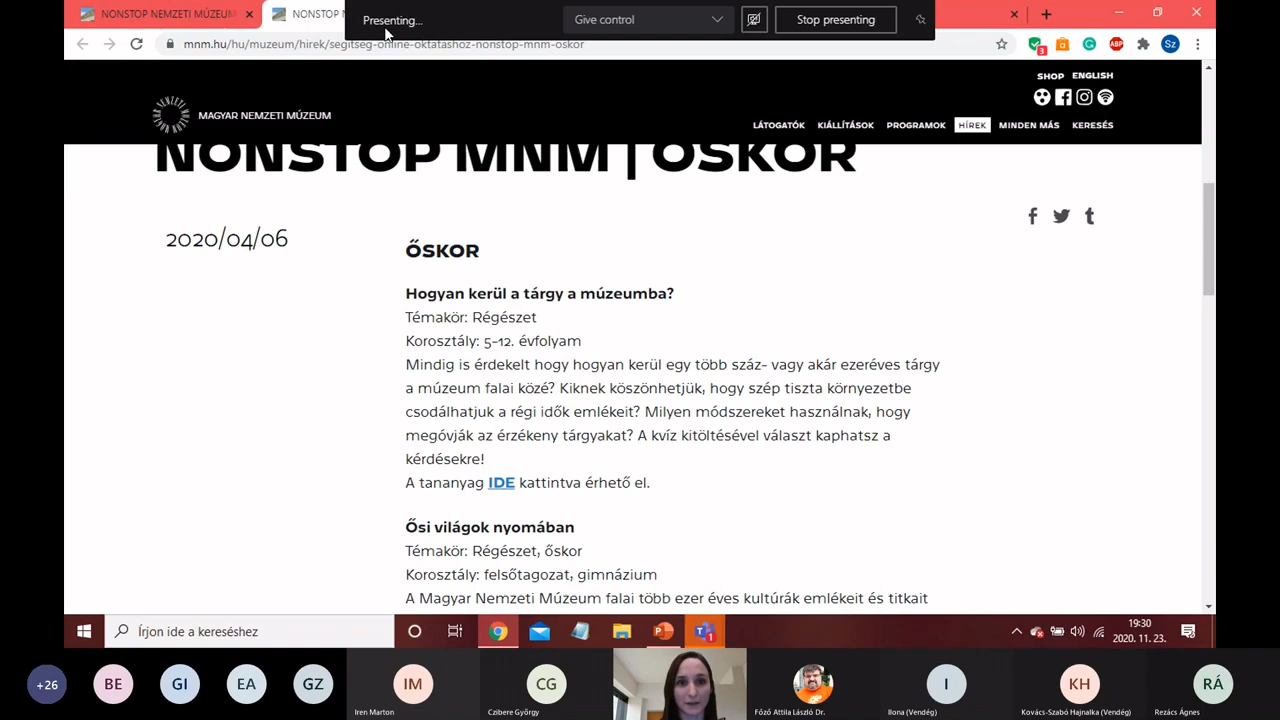 NONSTOP NEMZETI MÚZEUM
NONSTOP
Presenting...
Give control
Stop presenting
mnm.hu/hu/muzeum/hirek/segitseg-online-oktatashoz-nonstop-mnm-oskor
3
ABP
Sz
SHOP ENGLISH
NEMZETI MÚZEUM
MAGYAR NEMZETI MÚZEUM
LÁTOGATÓK KIÁLLÍTÁSOK PROGRAMOK HÍREK MINDEN MÁS KERESÉS
NONSTOP MNM | ŐSKOR
2020/04/06
ŐSKOR
Hogyan kerül a tárgy a múzeumba?
Témakör: Régészet
Korosztály: 5-12. évfolyam
Mindig is érdekelt hogy hogyan kerül egy több száz- vagy akár ezeréves tárgy
a múzeum falai közé? Kiknek köszönhetjük, hogy szép tiszta környezetbe
csodálhatjuk a régi idők emlékeit? Milyen módszereket használnak, hogy
megóvják az érzékeny tárgyakat? A kvíz kitöltésével választ kaphatsz a
kérdésekre!
A tananyag IDE kattintva érhető el.
Ősi világok nyomában
Témakör: Régészet, őskor
Korosztály: felsőtagozat, gimnázium
A Magyar Nemzeti Múzeum falai több ezer éves kultúrák emlékeit és titkait
Írjon ide a kereséshez
19:30
2020. 11. 23.
+26
BE
GI
EA
GZ
IM
Iren Marton
CG
Czibere György
Főző Attila László Dr.
I
Ilona (Vendég)
KH
Kovács-Szabó Hajnalka (Vendég)
RÁ
Rezács Ágnes